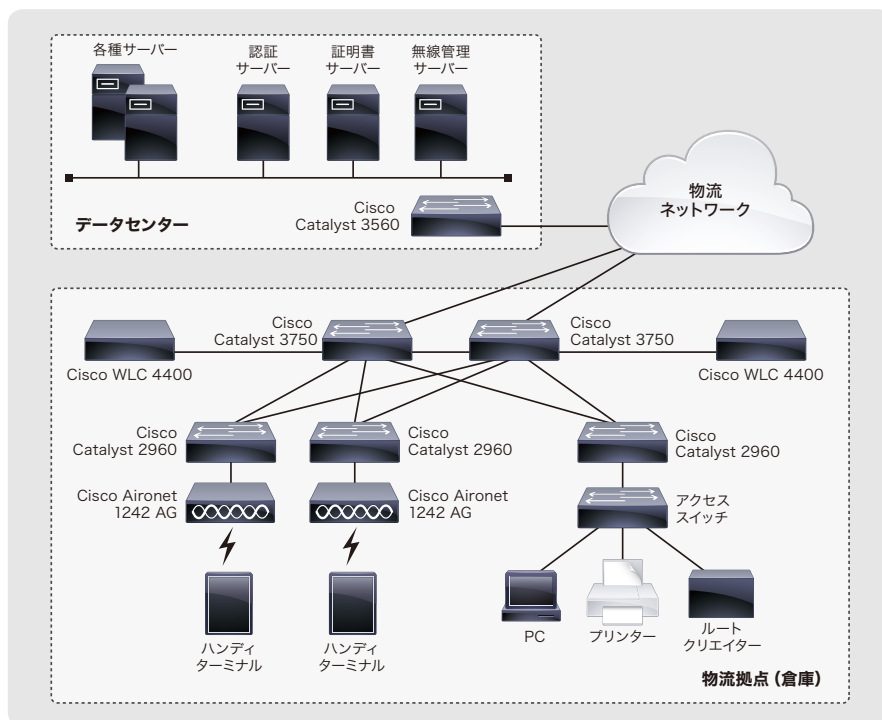 各種サーバー
認証
サーバー
証明書
サーバー
無線管理
サーバー
データセンター
Cisco
Catalyst 3560
物流
ネットワーク
Cisco
Catalyst 3750
Cisco
Catalyst 3750
Cisco WLC 4400
Cisco WLC 4400
Cisco
Catalyst 2960
Cisco
Catalyst 2960
Cisco
Catalyst 2960
Cisco Aironet
1242 AG
Cisco Aironet
1242 AG
アクセス
スイッチ
ハンディ
ターミナル
ハンディ
ターミナル
PC
プリンター
ルート
クリエイター
物流拠点（倉庫）